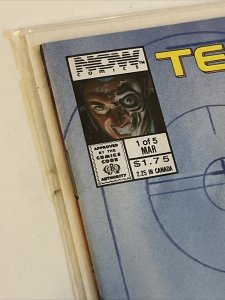 NOW
COMICS
TM
TE
APPROVED
BY THE
COMICS
CODE
AUTHORITY
1 of 5
MAR
$1.75
2.25 IN CANADA